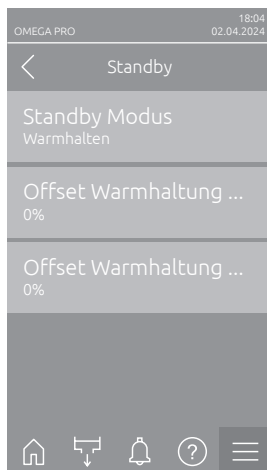 18:04
OMEGA PRO 02.04.2024
Standby
Standby Modus
Warmhalten
Offset Warmhaltung ...
0%
Offset Warmhaltung ...
0%
?